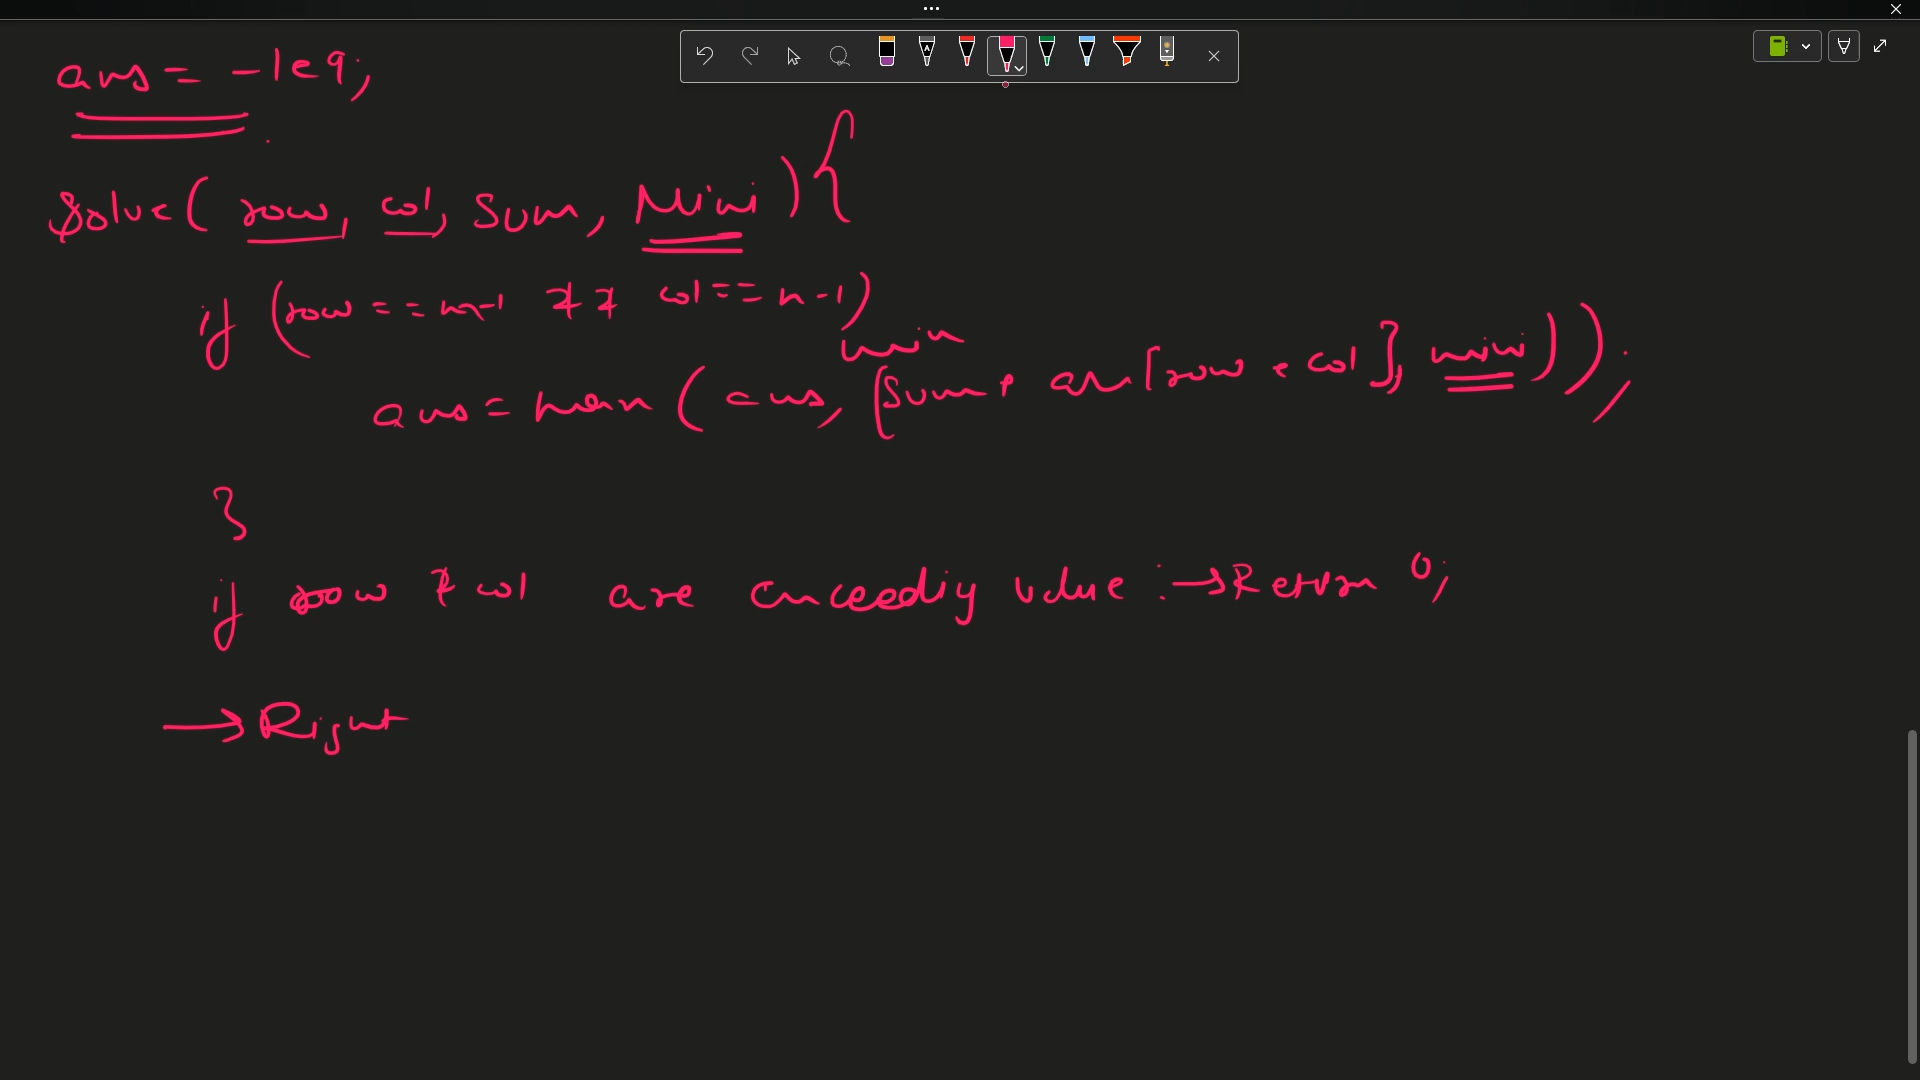 ans = -1e9;
Solve( row, col, sum, Mini ) {
if (row == m-1 && col == n-1)
min
ans = max ( ans, (sum + arr[row * col], mini));
}
if row & col are exceediy value : → Return 0;
→ Right